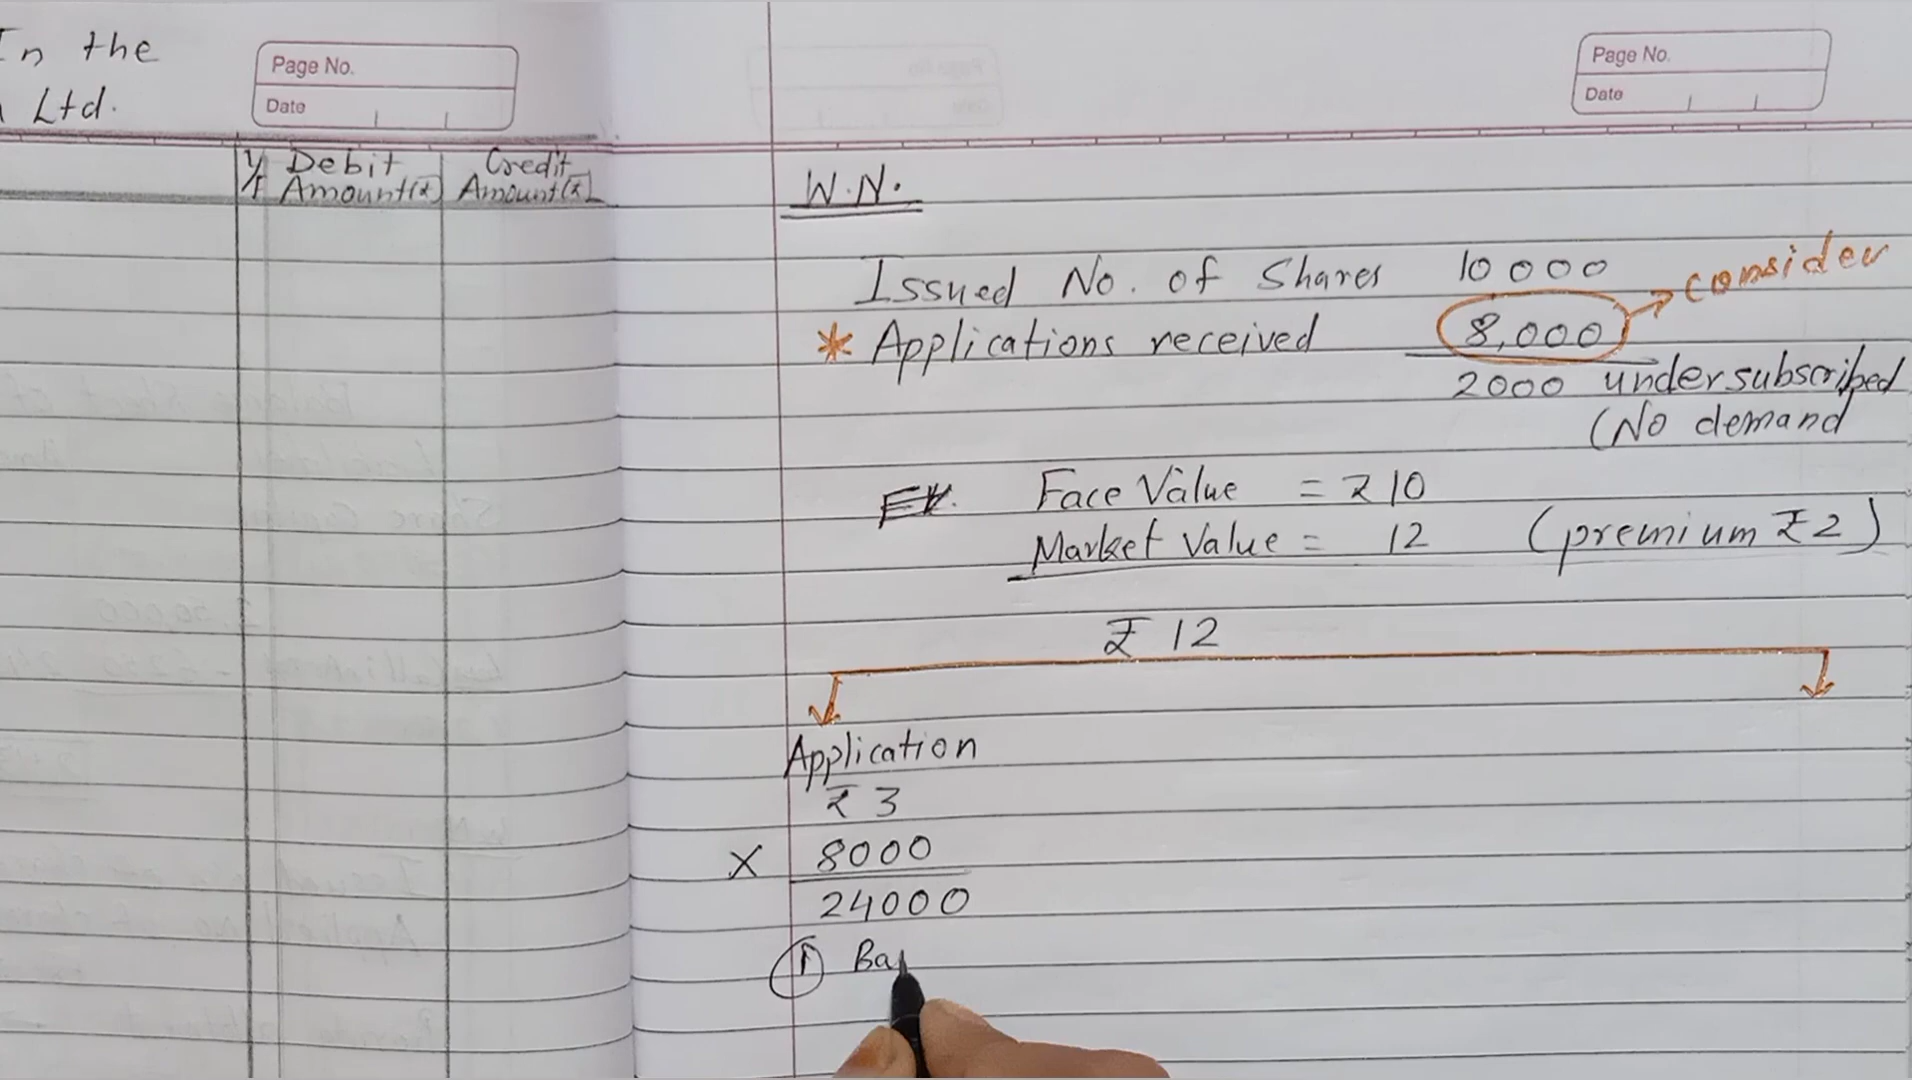 In the
Ltd.
Page No.
Date
Debit
Amount(₹)
Credit
Amount(₹)
Page No.
Date
W.N.
Issued No. of Shares 10000
* Applications received 8,000 → consider
2000 undersubscribed
(No demand
Face Value = ₹ 10
Market Value = 12 (premium ₹2)
₹ 12
Application
₹ 3
X 8000
24000
1 Ba